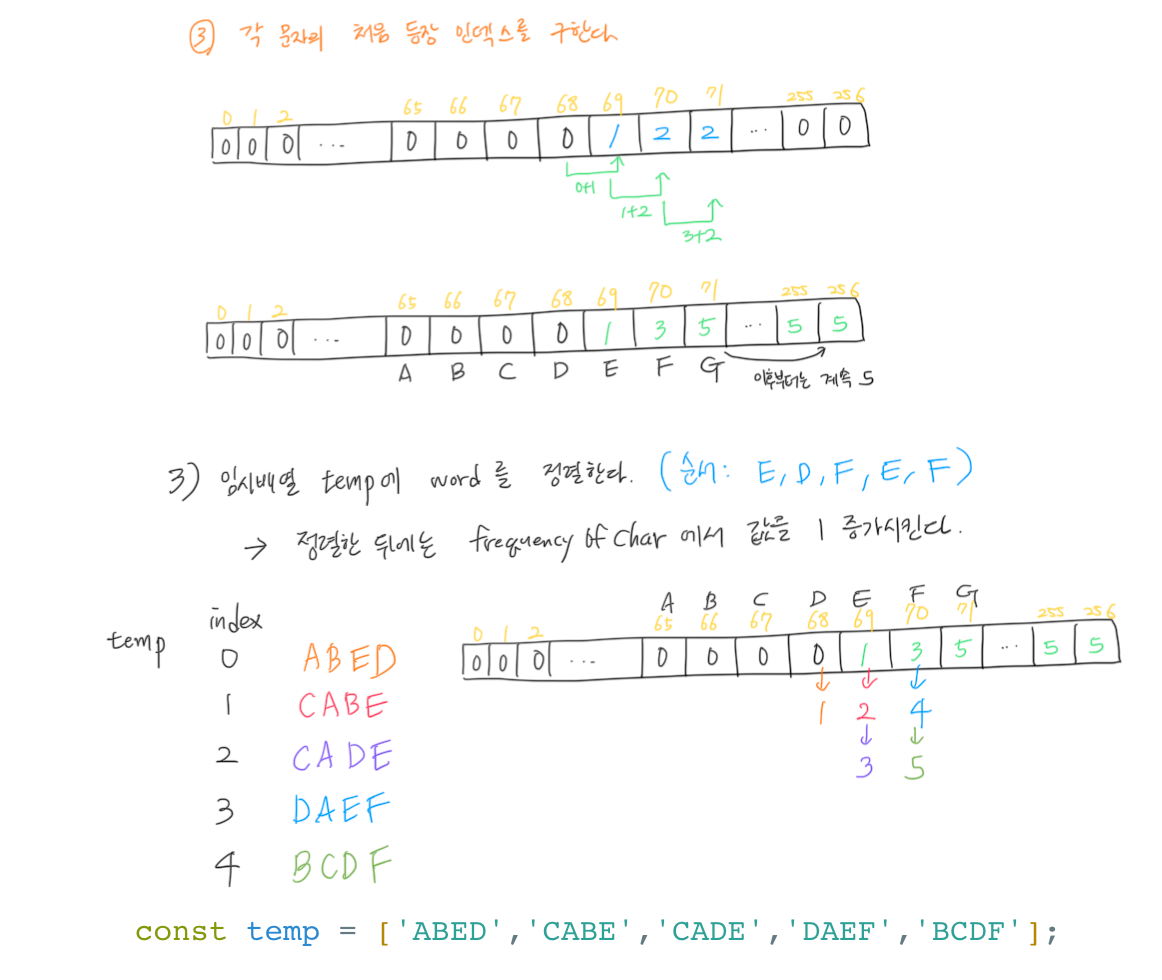 ③ 각 문자의 처음 등장 인덱스를 구한다
0 1 2 65 66 67 68 69 70 71 255 256
0 0 0 ... 0 0 0 0 1 2 2 ... 0 0
0+1
1+2
3+2
0 1 2 65 66 67 68 69 70 71 255 256
0 0 0 ... 0 0 0 0 1 3 5 ... 5 5
A B C D E F G 이후부터는 계속 5
3) 임시배열 temp에 word를 정렬한다. (순서: E, D, F, E, F)
→ 정렬한 뒤에는 frequency of char 에서 값을 1 증가시킨다.
A B C D E F G
0 1 2 65 66 67 68 69 70 71 255 256
0 0 0 ... 0 0 0 0 1 3 5 ... 5 5
1 2 4
3 5
index
temp 0 ABED
1 CABE
2 CADE
3 DAEF
4 BCDF
const temp = ['ABED','CABE','CADE','DAEF','BCDF'];